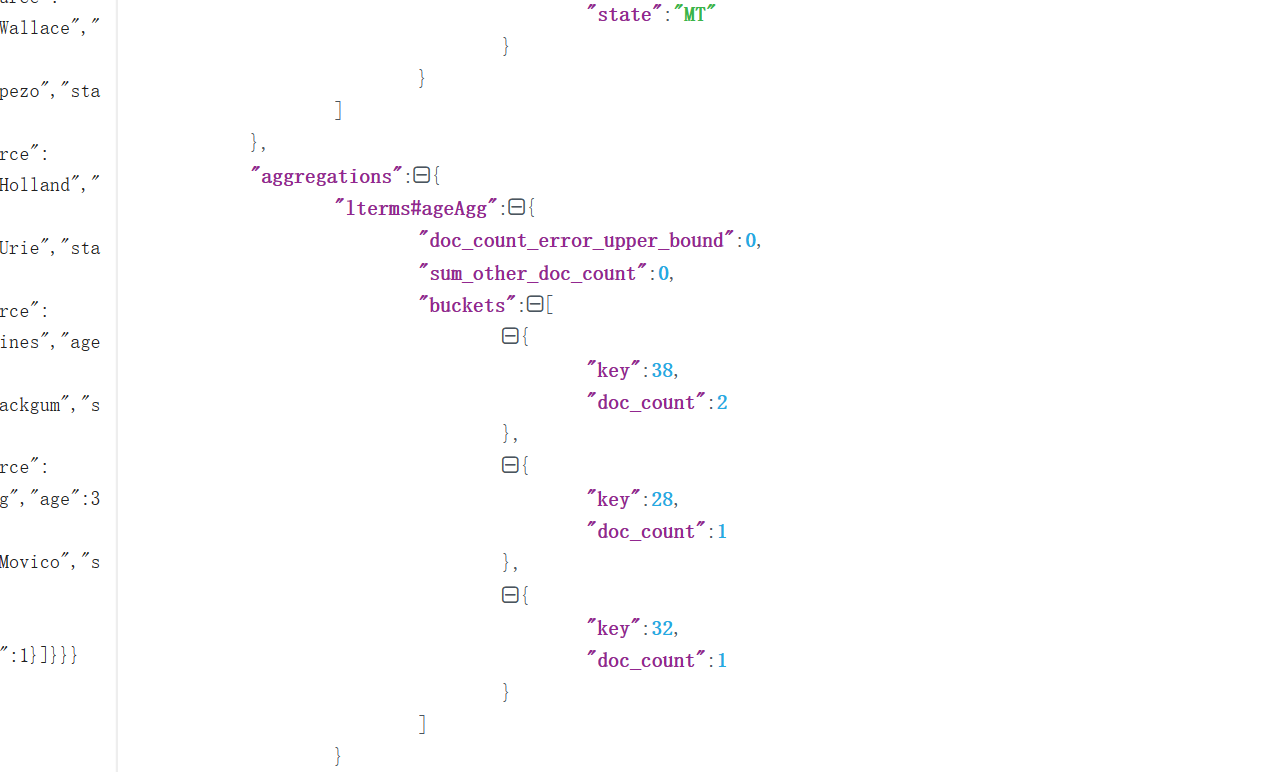 Wallace","
pezo","sta
rce":
Holland","
Urie","sta
rce":
ines","age
ackgum","s
rce":
g","age":3
Movico","s
":1}]}}}
"state":"MT"
}
}
]
},
"aggregations":{
"lterms#ageAgg":{
"doc_count_error_upper_bound":0,
"sum_other_doc_count":0,
"buckets":[
{
"key":38,
"doc_count":2
},
{
"key":28,
"doc_count":1
},
{
"key":32,
"doc_count":1
}
]
}